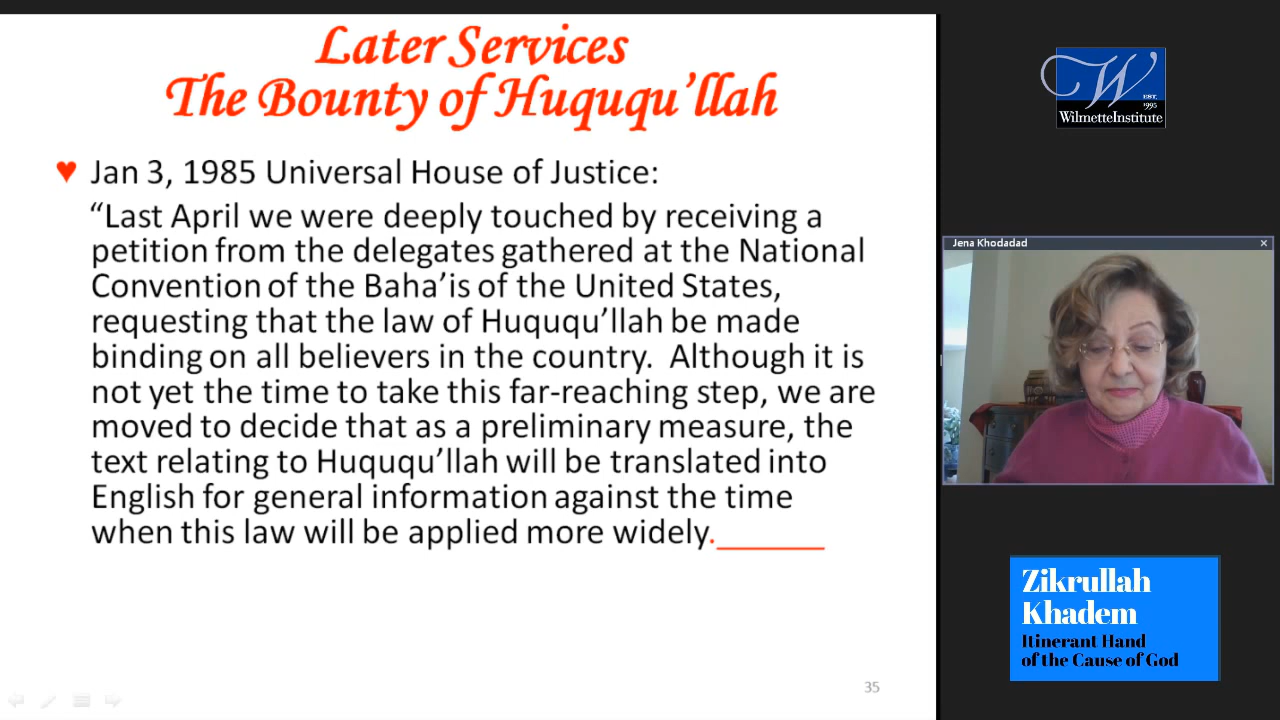 Later Services
The Bounty of Huququ’llah
♥ Jan 3, 1985 Universal House of Justice:
“Last April we were deeply touched by receiving a
petition from the delegates gathered at the National
Convention of the Baha’is of the United States,
requesting that the law of Huququ’llah be made
binding on all believers in the country.  Although it is
not yet the time to take this far-reaching step, we are
moved to decide that as a preliminary measure, the
text relating to Huququ’llah will be translated into
English for general information against the time
when this law will be applied more widely.______
35
W
EST.
1995
WilmetteInstitute
Jena Khodadad
Zikrullah
Khadem
Itinerant Hand
of the Cause of God